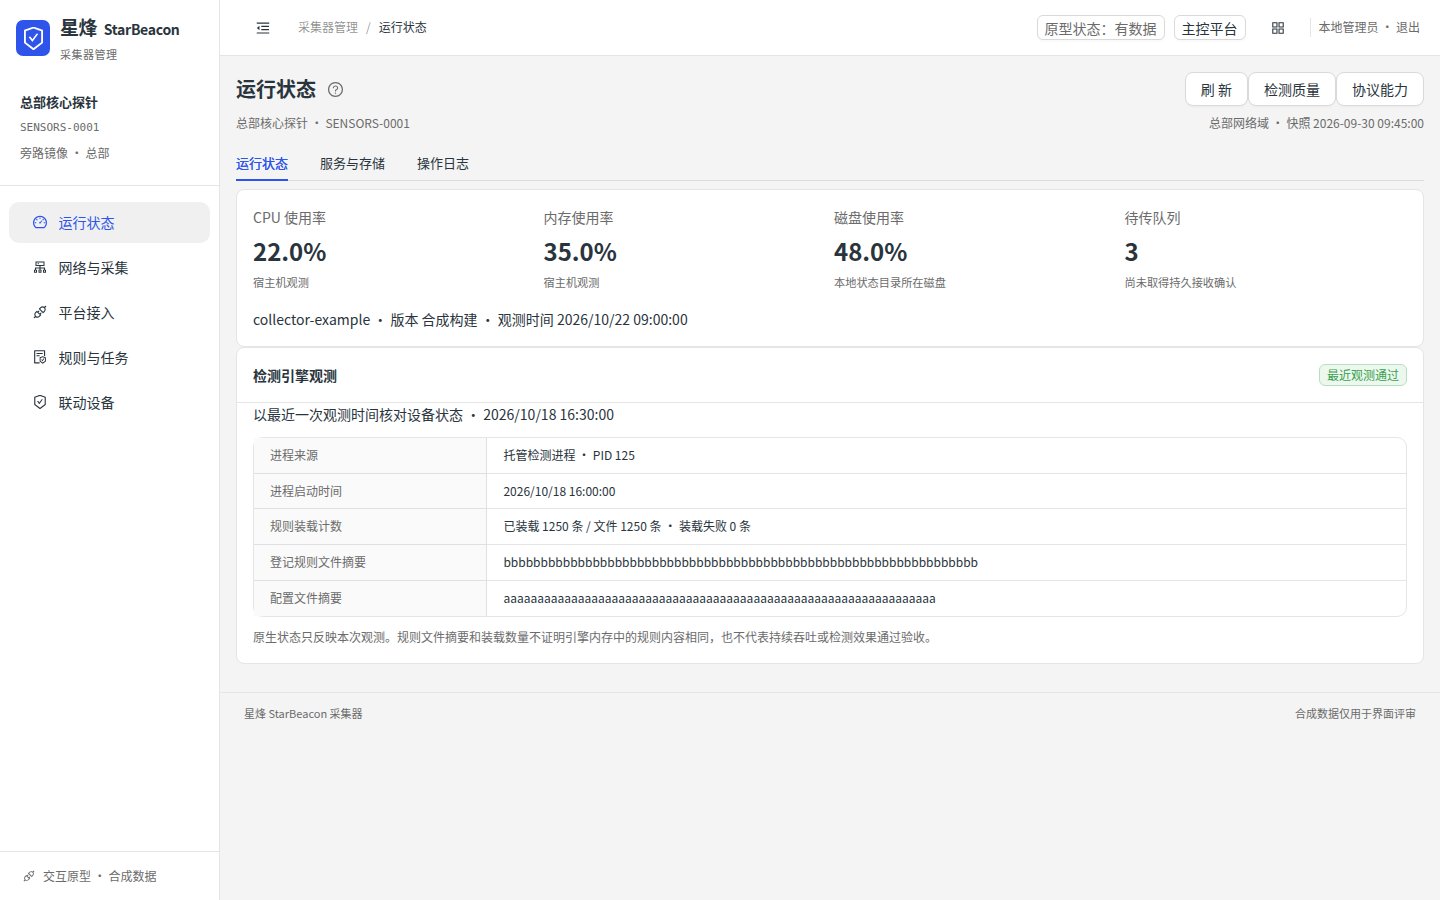 星烽 StarBeacon
采集器管理
总部核心探针
SENSORS-0001
旁路镜像 · 总部
运行状态
网络与采集
平台接入
规则与任务
联动设备
交互原型 · 合成数据
采集器管理 / 运行状态
原型状态：有数据
主控平台
本地管理员 · 退出
运行状态
刷 新
检测质量
协议能力
总部核心探针 · SENSORS-0001
总部网络域 · 快照 2026-09-30 09:45:00
运行状态
服务与存储
操作日志
CPU 使用率
22.0%
宿主机观测
内存使用率
35.0%
宿主机观测
磁盘使用率
48.0%
本地状态目录所在磁盘
待传队列
3
尚未取得持久接收确认
collector-example · 版本 合成构建 · 观测时间 2026/10/22 09:00:00
检测引擎观测
最近观测通过
以最近一次观测时间核对设备状态 · 2026/10/18 16:30:00
进程来源 托管检测进程 · PID 125
进程启动时间 2026/10/18 16:00:00
规则装载计数 已装载 1250 条 / 文件 1250 条 · 装载失败 0 条
登记规则文件摘要 bbbbbbbbbbbbbbbbbbbbbbbbbbbbbbbbbbbbbbbbbbbbbbbbbbbbbbbbbbbbbbbb
配置文件摘要 aaaaaaaaaaaaaaaaaaaaaaaaaaaaaaaaaaaaaaaaaaaaaaaaaaaaaaaaaaaaaaaa
原生状态只反映本次观测。规则文件摘要和装载数量不证明引擎内存中的规则内容相同，也不代表持续吞吐或检测效果通过验收。
星烽 StarBeacon 采集器
合成数据仅用于界面评审